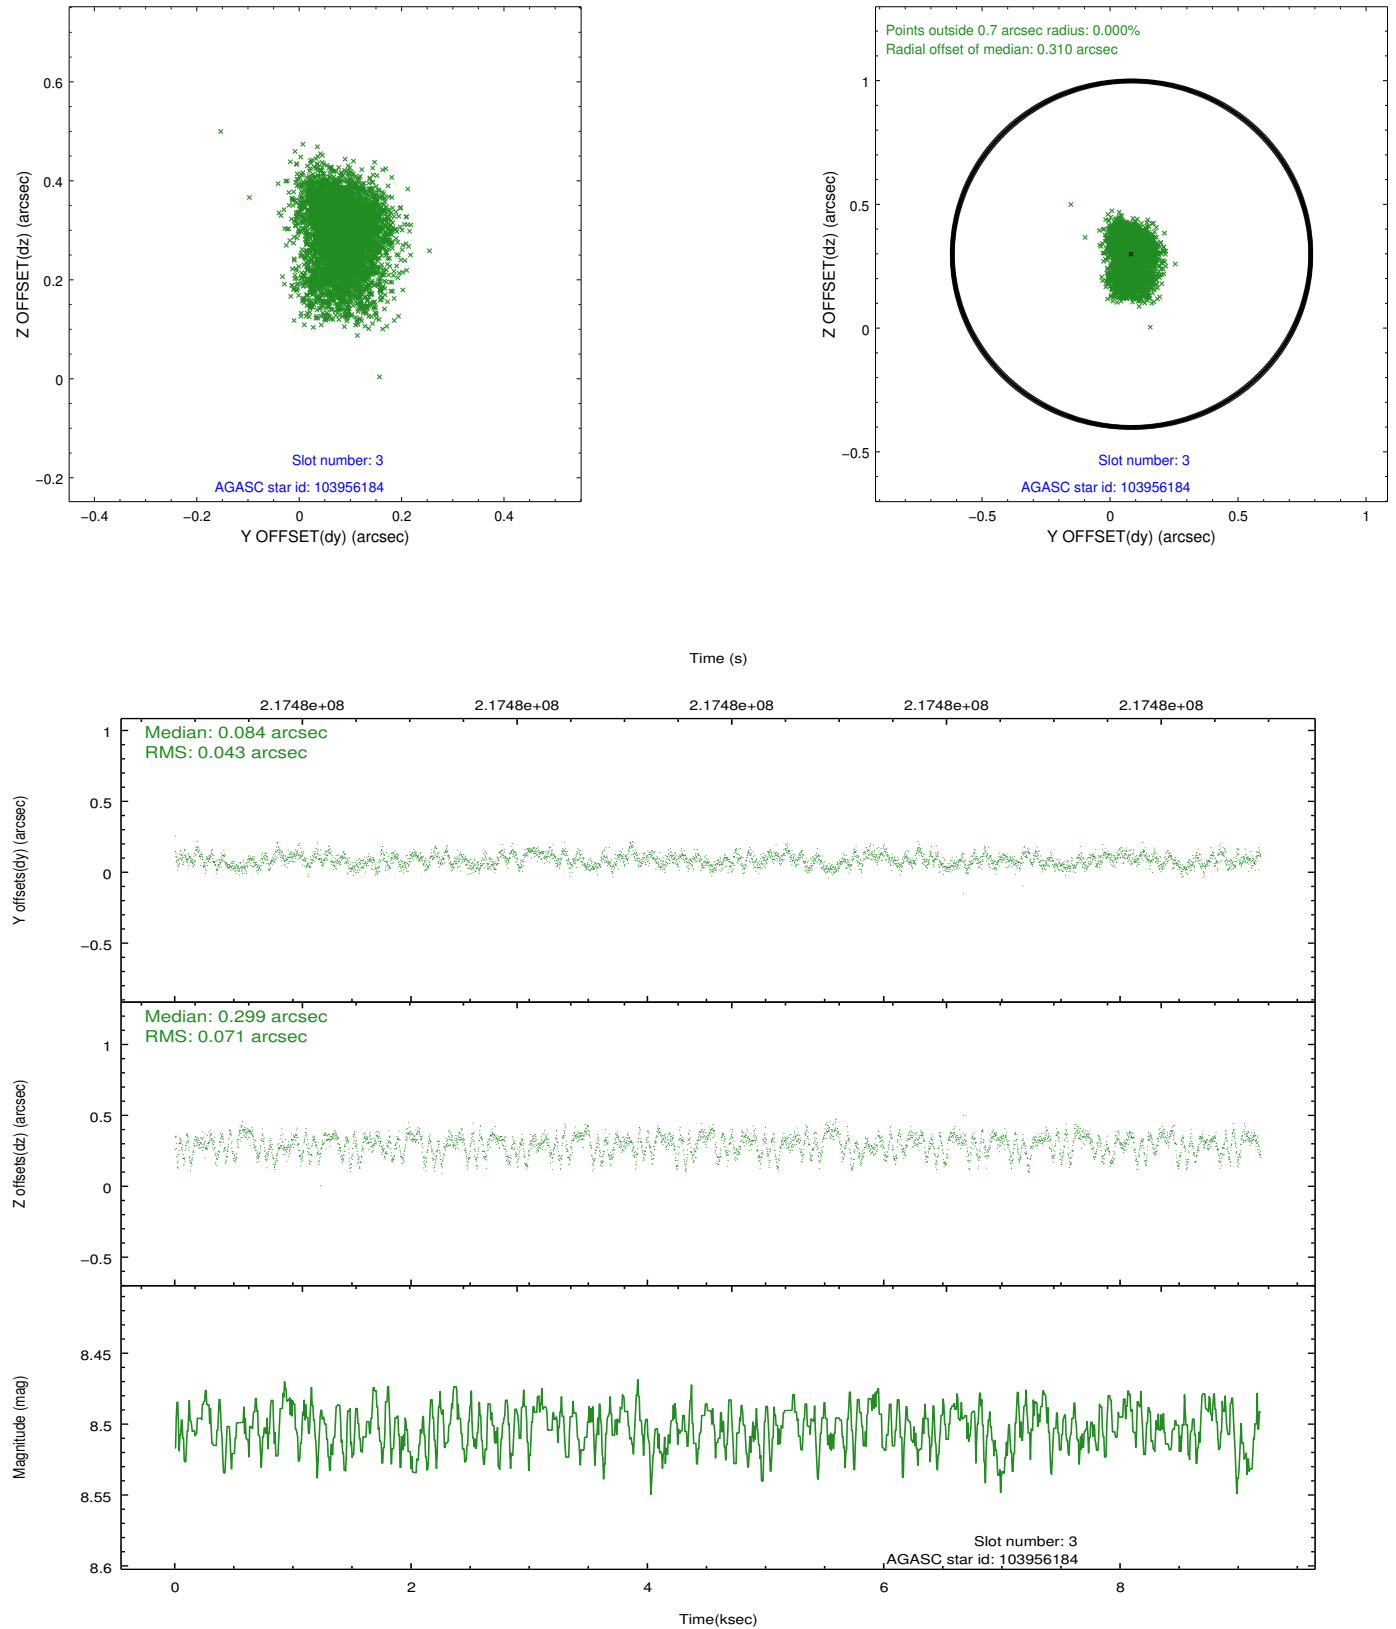 0.6
0.4
0.2
0
−0.2
Z OFFSET(dz) (arcsec)
Slot number: 3
AGASC star id: 103956184
−0.4 −0.2 0 0.2 0.4
Y OFFSET(dy) (arcsec)
Points outside 0.7 arcsec radius: 0.000%
Radial offset of median: 0.310 arcsec
1
0.5
0
−0.5
Z OFFSET(dz) (arcsec)
Slot number: 3
AGASC star id: 103956184
−0.5 0 0.5 1
Y OFFSET(dy) (arcsec)
Time (s)
2.1748e+08 2.1748e+08 2.1748e+08 2.1748e+08 2.1748e+08
Median: 0.084 arcsec
RMS: 0.043 arcsec
1
0.5
0
−0.5
Y offsets(dy) (arcsec)
Median: 0.299 arcsec
RMS: 0.071 arcsec
1
0.5
0
−0.5
Z offsets(dz) (arcsec)
8.45
8.5
8.55
8.6
Magnitude (mag)
Slot number: 3
AGASC star id: 103956184
0 2 4 6 8
Time(ksec)